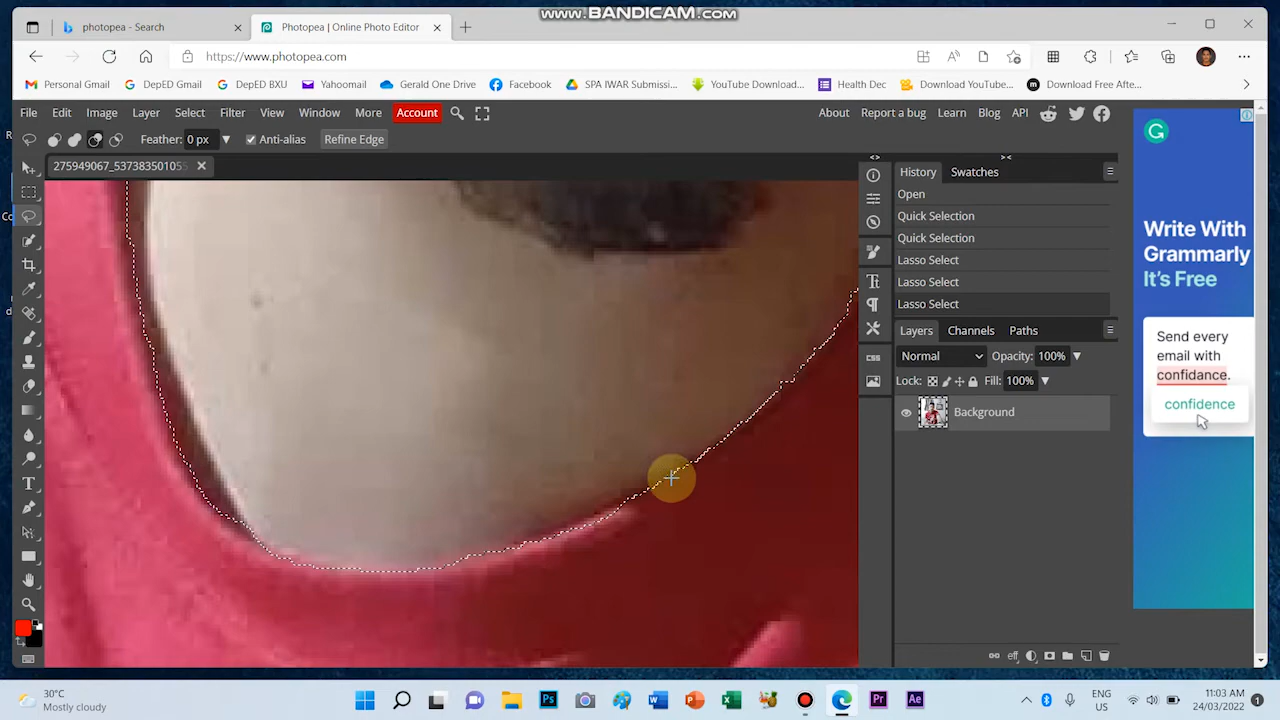 www.BANDICAM.com
photopea - Search
Photopea | Online Photo Editor
https://www.photopea.com
Personal Gmail
DepED GMAIL
DepED BXU
Yahoomail
Gerald One Drive
Facebook
SPA IWAR Submissi...
YouTube Download...
Health Dec
Download YouTube...
Download Free Afte...
File Edit Image Layer Select Filter View Window More Account
About Report a bug Learn Blog API
Feather: 0 px
Anti-alias
Refine Edge
275949067_537383501055
History Swatches
Open
Quick Selection
Quick Selection
Lasso Select
Lasso Select
Lasso Select
Layers Channels Paths
Normal Opacity: 100%
Lock: Fill: 100%
Background
CSS
eff
Write With
Grammarly
It's Free
Send every
email with
confidance.
confidence
30°C
Mostly cloudy
ENG
US
11:03 AM
24/03/2022